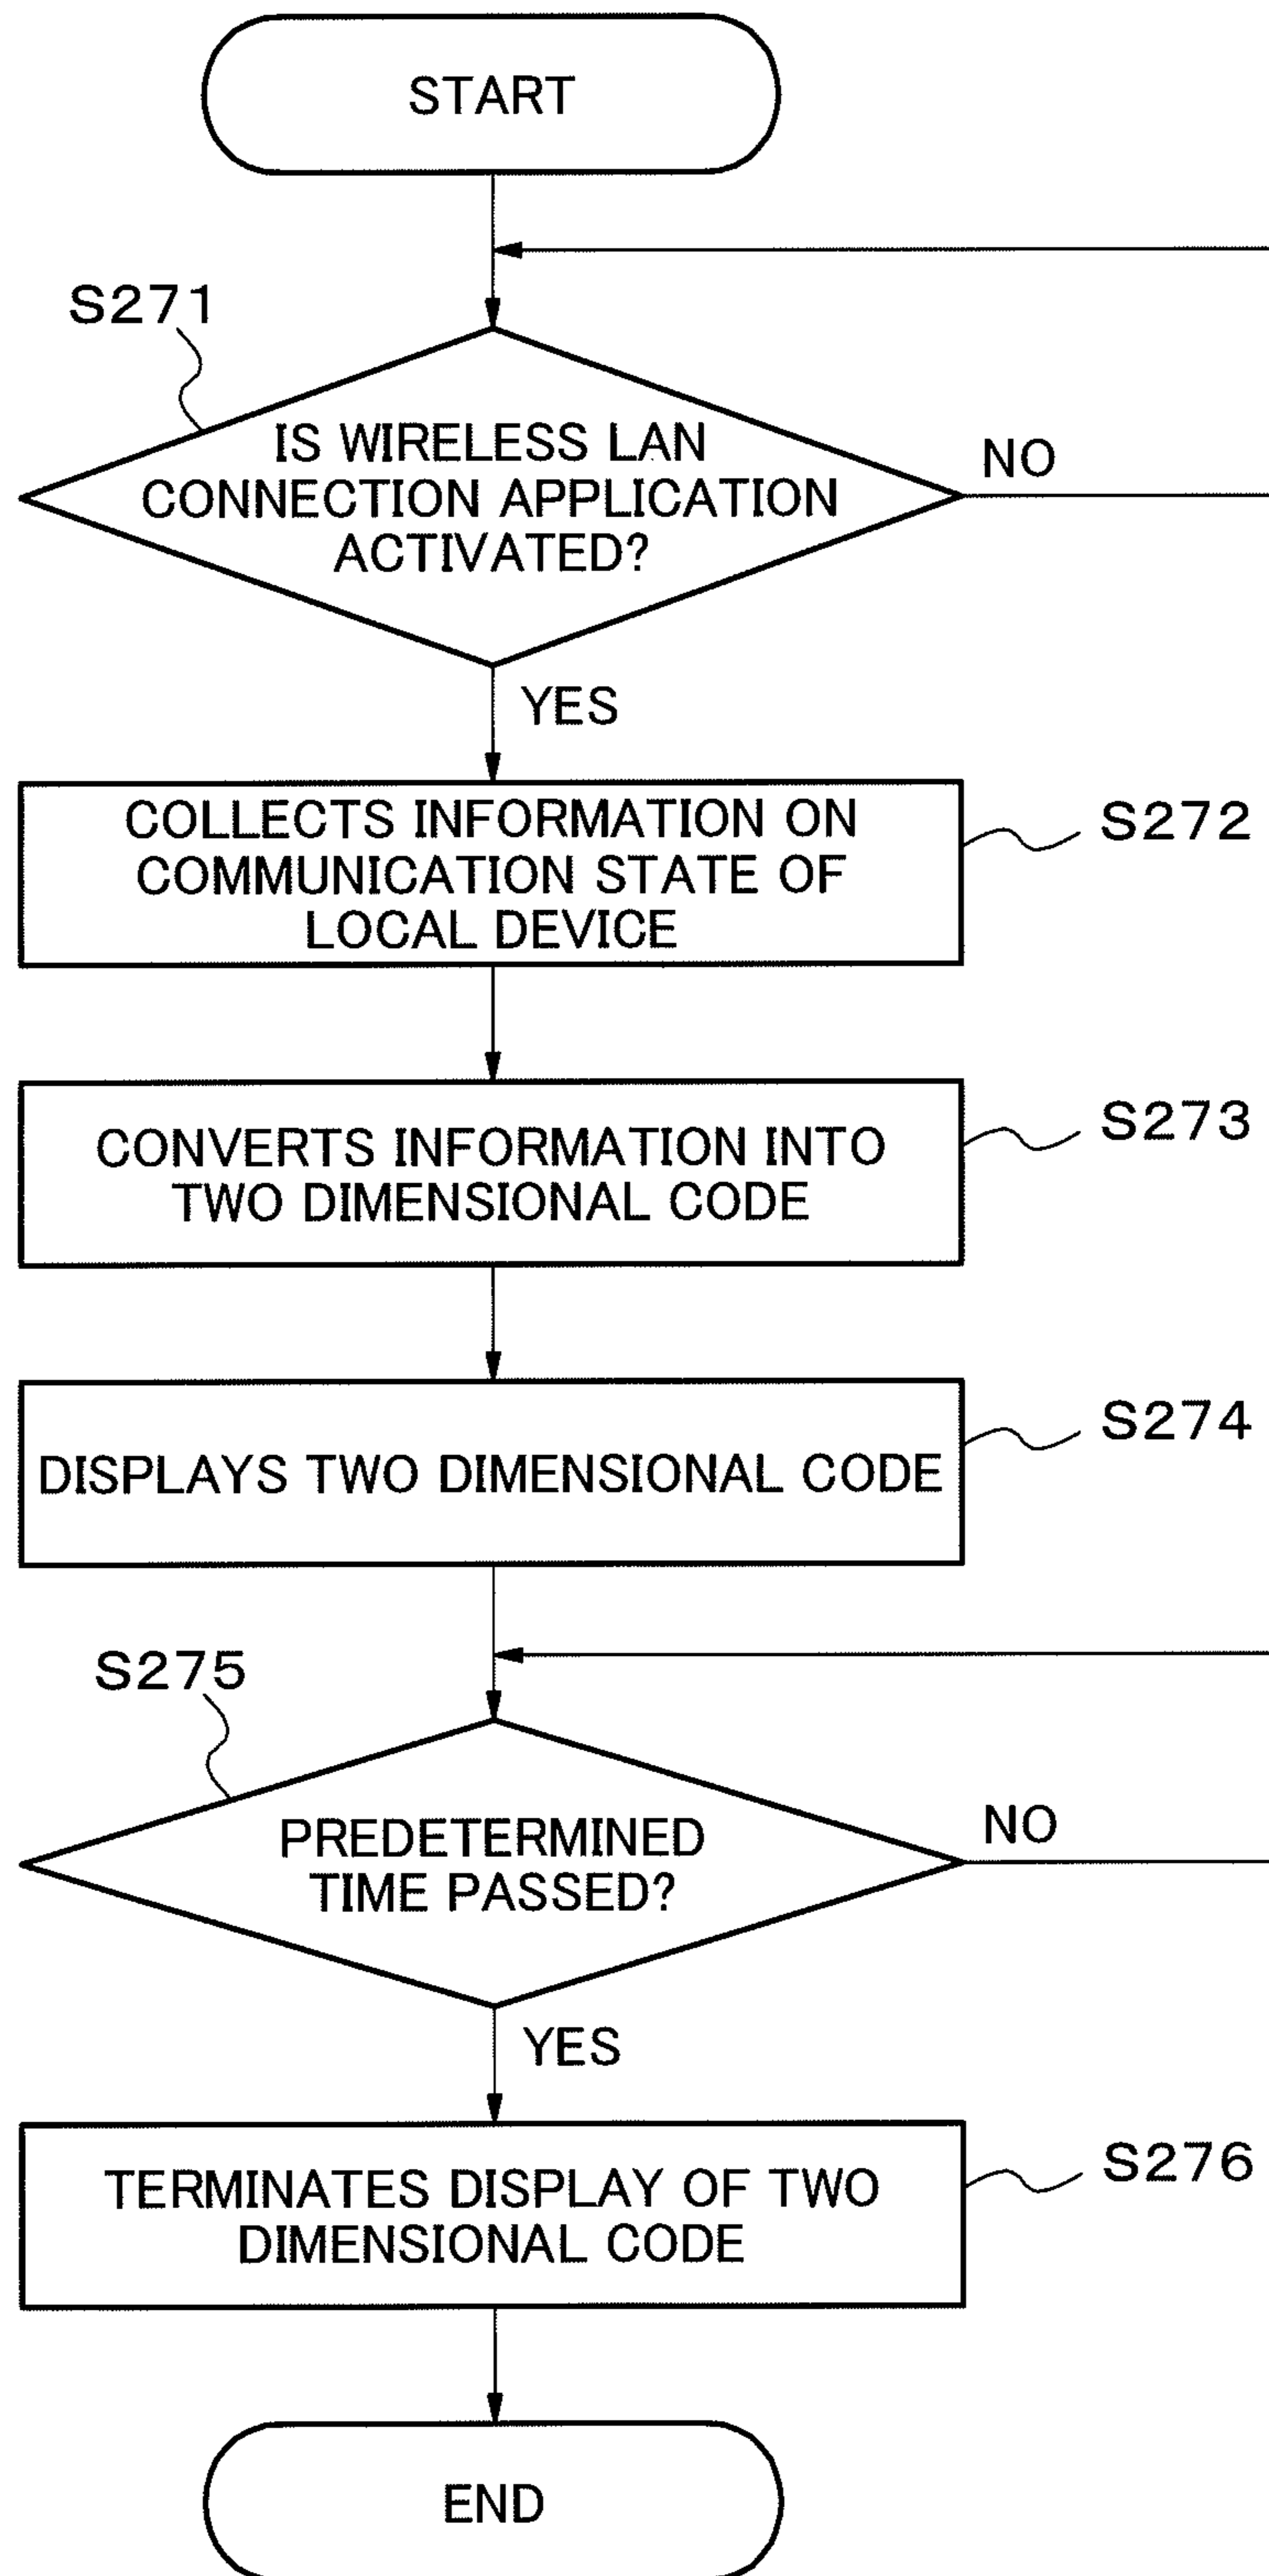 START
S271
IS WIRELESS LAN
CONNECTION APPLICATION
ACTIVATED?
NO
YES
COLLECTS INFORMATION ON
COMMUNICATION STATE OF
LOCAL DEVICE
S272
CONVERTS INFORMATION INTO
TWO DIMENSIONAL CODE
S273
DISPLAYS TWO DIMENSIONAL CODE
S274
S275
PREDETERMINED
TIME PASSED?
NO
YES
TERMINATES DISPLAY OF TWO
DIMENSIONAL CODE
S276
END